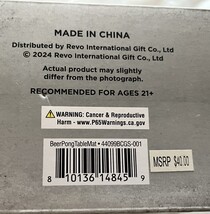 MADE IN CHINA
Distributed by Revo International Gift Co., Ltd
© 2024 Revo International Gift Co., Ltd
Actual product may slightly
differ from the photograph.
RECOMMENDED FOR AGES 21+
WARNING: Cancer & Reproductive
Harm - www.P65Warnings.ca.gov
BeerPongTableMat • 44099BCGS-001
8 10136 14845 9
MSRP $40.00